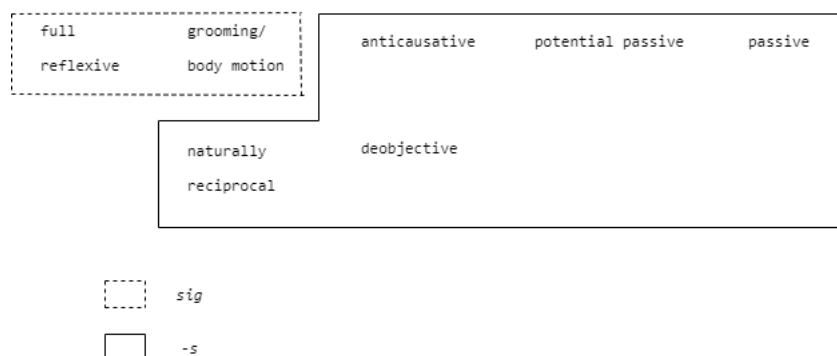 full grooming/
reflexive body motion
anticausative potential passive passive
naturally deobjective
reciprocal
sig
-s